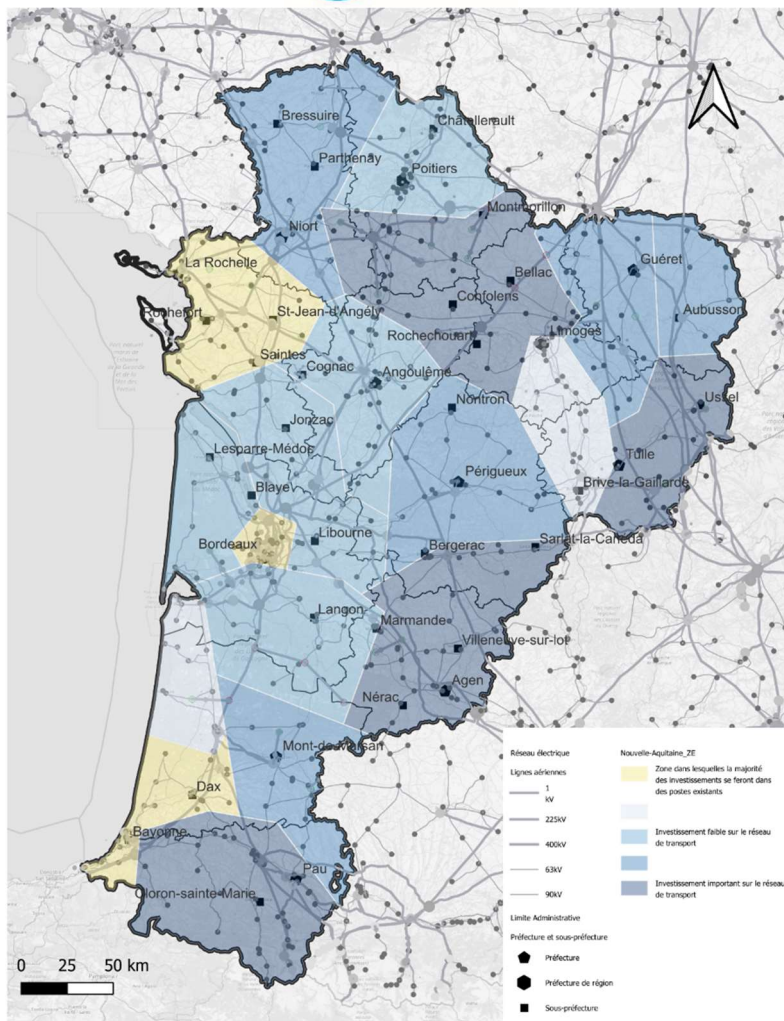 Bressuire
Châtellerault
Parthenay
Poitiers
Montmorillon
Niort
La Rochelle
Guéret
Bellac
Confolens
Aubusson
Rochefort
St-Jean-d'Angély
Rochechouart
Limoges
Saintes
Cognac
Angoulême
Nontron
Ussel
Jonzac
Lesparre-Médoc
Tulle
Périgueux
Brive-la-Gaillarde
Blaye
Bordeaux
Libourne
Bergerac
Sarlat-la-Canéda
Langon
Marmande
Villeneuve-sur-lot
Agen
Nérac
Mont-de-Marsan
Dax
Bayonne
Pau
Oloron-sainte-Marie
0 25 50 km
Réseau électrique
Lignes aériennes
1
kV
225kV
400kV
63kV
90kV
Limite Administrative
Préfecture et sous-préfecture
Préfecture
Préfecture de région
Sous-préfecture
Nouvelle-Aquitaine_ZE
Zone dans lesquelles la majorité
des investissements se feront dans
des postes existants
Investissement faible sur le réseau
de transport
Investissement important sur le réseau
de transport